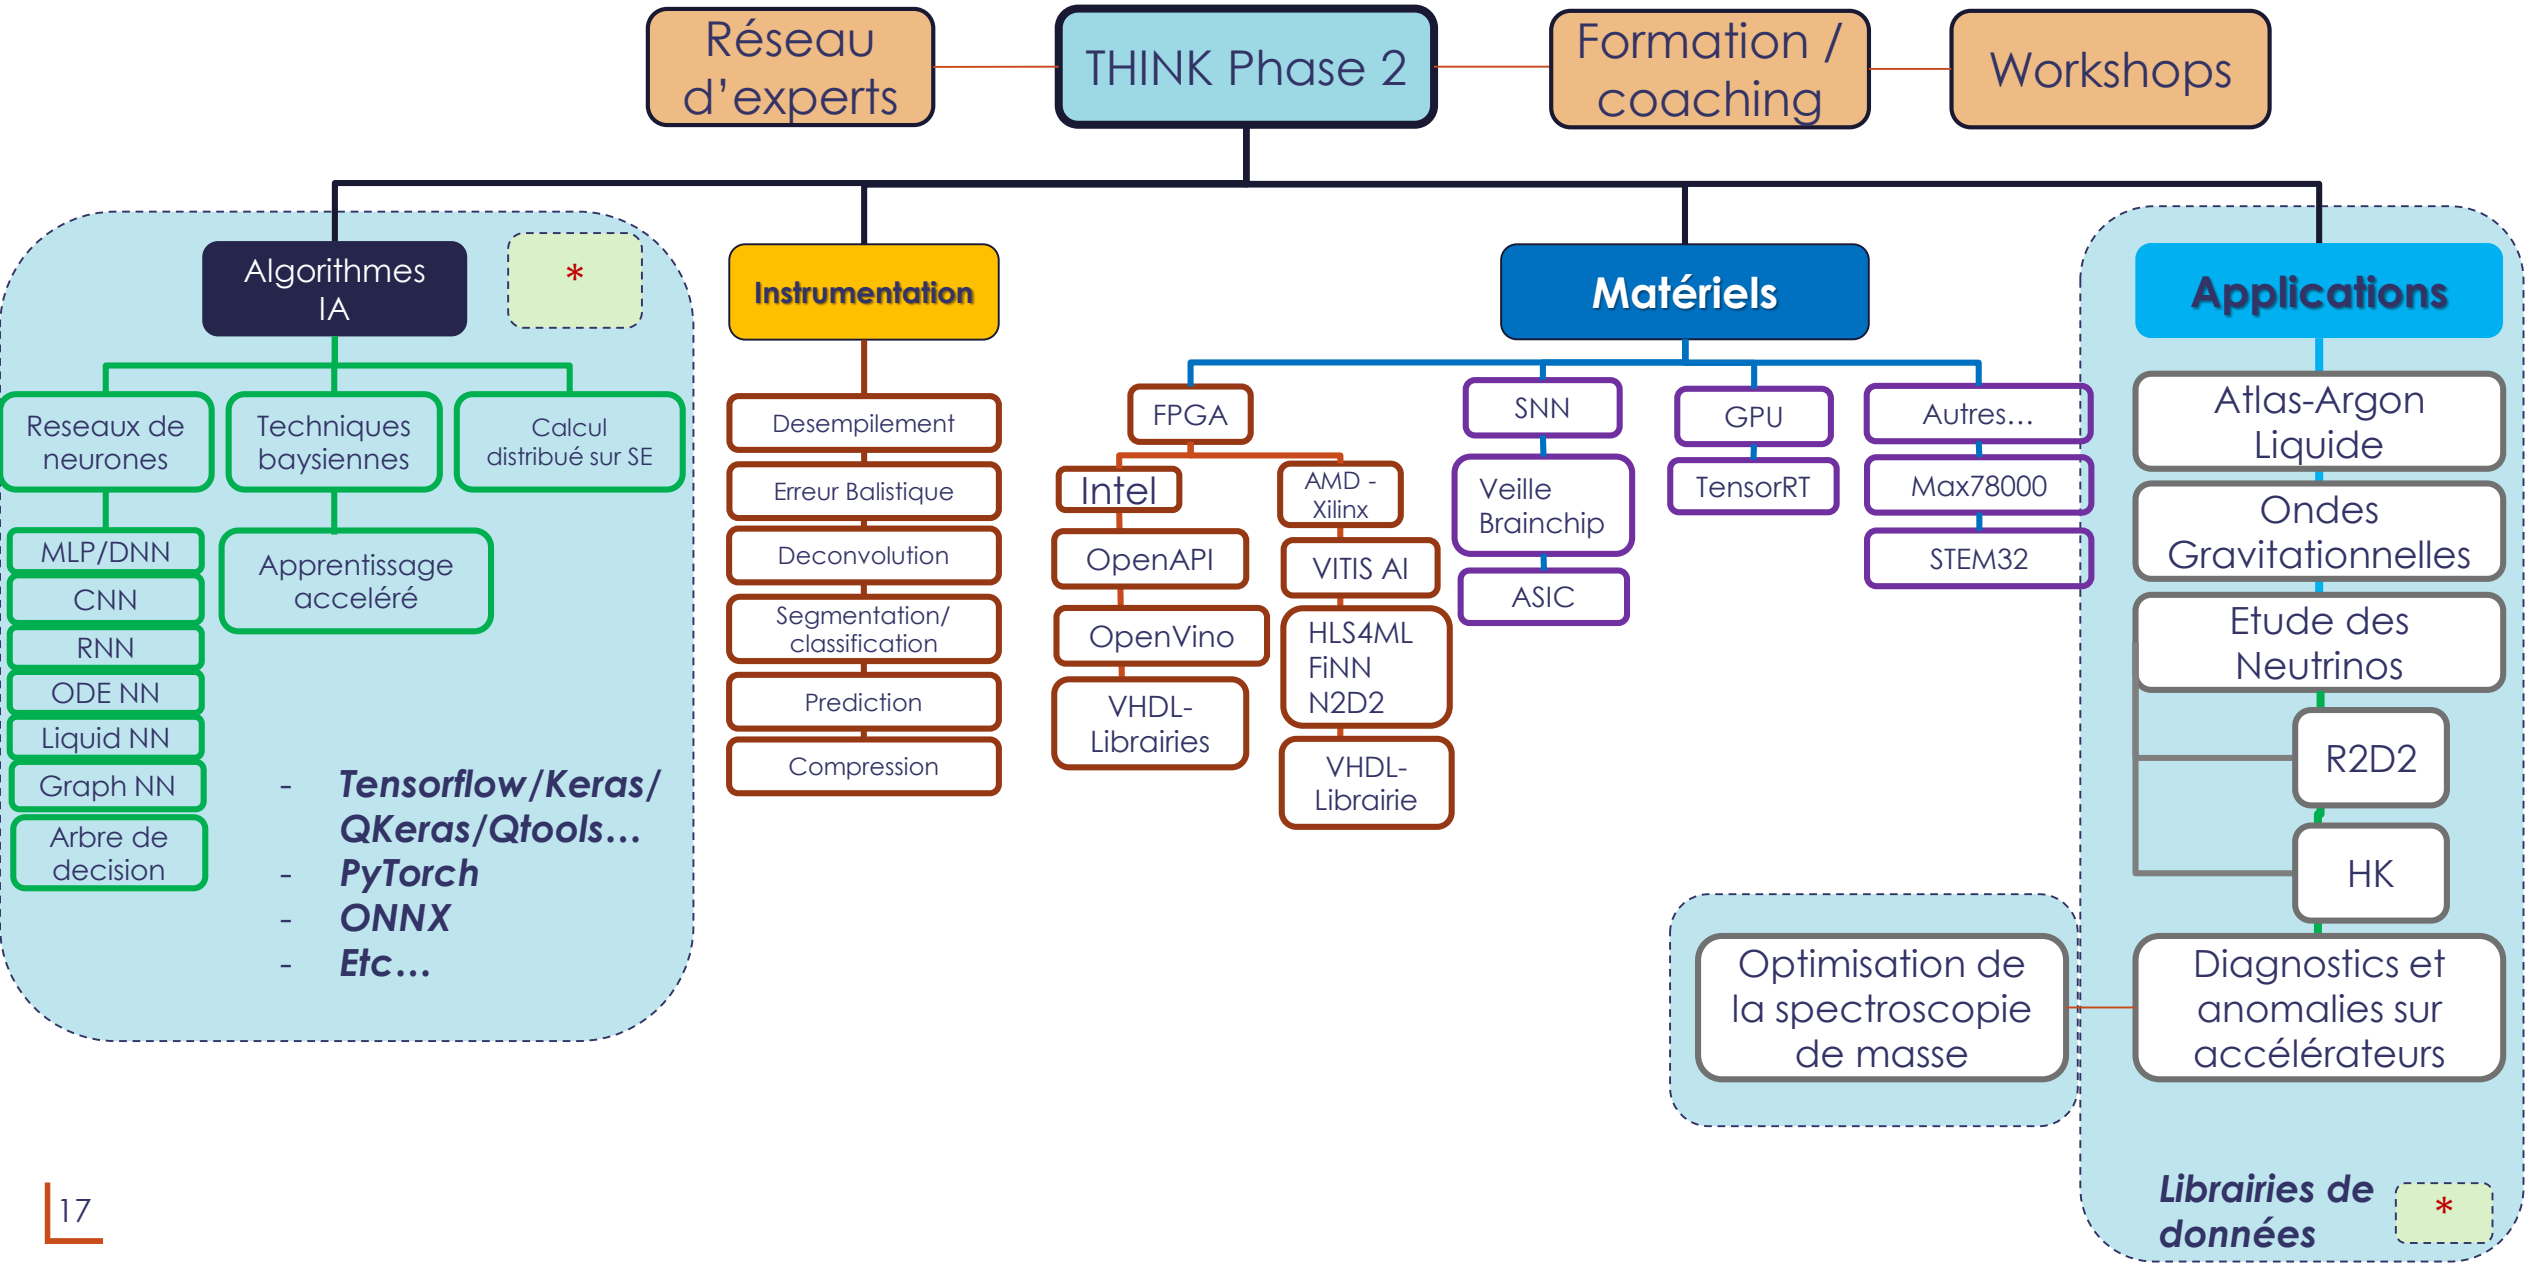 Réseau
d’experts
THINK Phase 2
Formation /
coaching
Workshops
Algorithmes
IA
*
Instrumentation
Matériels
Applications
Reseaux de
neurones
Techniques
baysiennes
Calcul
distribué sur SE
MLP/DNN
CNN
RNN
ODE NN
Liquid NN
Graph NN
Arbre de
decision
Apprentissage
acceléré
- Tensorflow/Keras/
QKeras/Qtools...
- PyTorch
- ONNX
- Etc...
Desempilement
Erreur Balistique
Deconvolution
Segmentation/
classification
Prediction
Compression
FPGA
Intel
OpenAPI
OpenVino
VHDL-
Librairies
AMD -
Xilinx
VITIS AI
HLS4ML
FiNN
N2D2
VHDL-
Librairie
SNN
Veille
Brainchip
ASIC
GPU
TensorRT
Autres...
Max78000
STEM32
Atlas-Argon
Liquide
Ondes
Gravitationnelles
Etude des
Neutrinos
R2D2
HK
Optimisation de
la spectroscopie
de masse
Diagnostics et
anomalies sur
accélérateurs
Librairies de
données
*
17